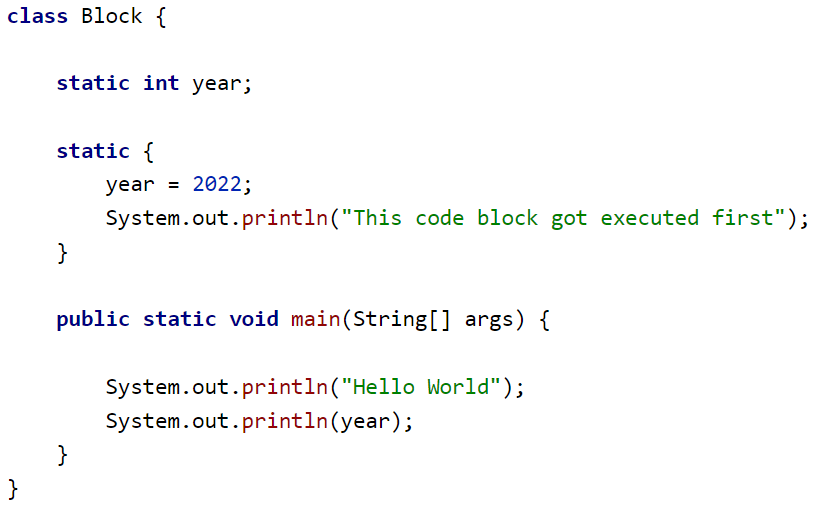 class Block {
    static int year;
    static {
        year = 2022;
        System.out.println("This code block got executed first");
    }
    public static void main(String[] args) {
        System.out.println("Hello World");
        System.out.println(year);
    }
}